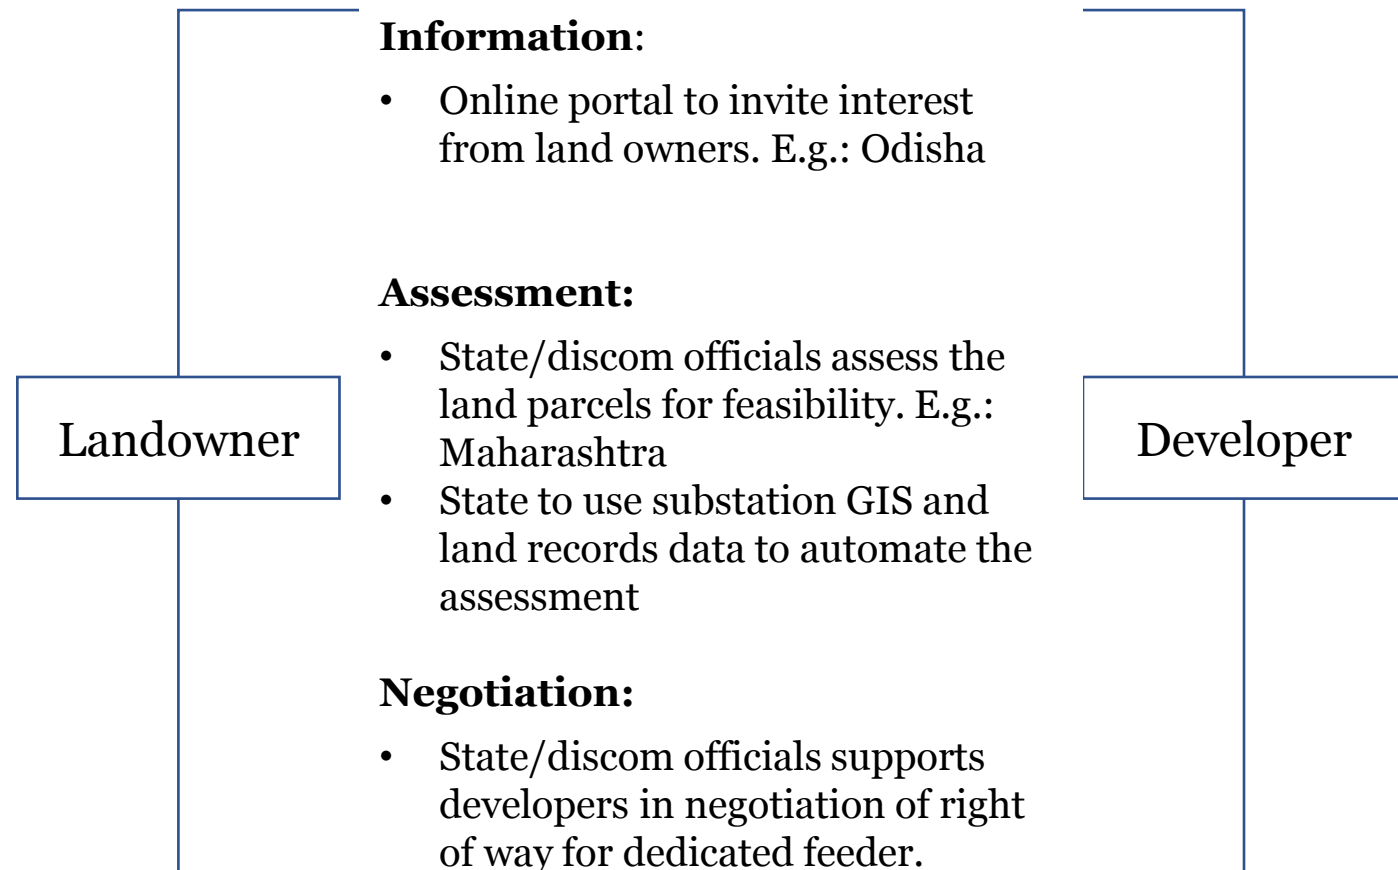 Information:
• Online portal to invite interest
from land owners. E.g.: Odisha
Assessment:
• State/discom officials assess the
land parcels for feasibility. E.g.:
Maharashtra
• State to use substation GIS and
land records data to automate the
assessment
Landowner
Developer
Negotiation:
• State/discom officials supports
developers in negotiation of right
of way for dedicated feeder.